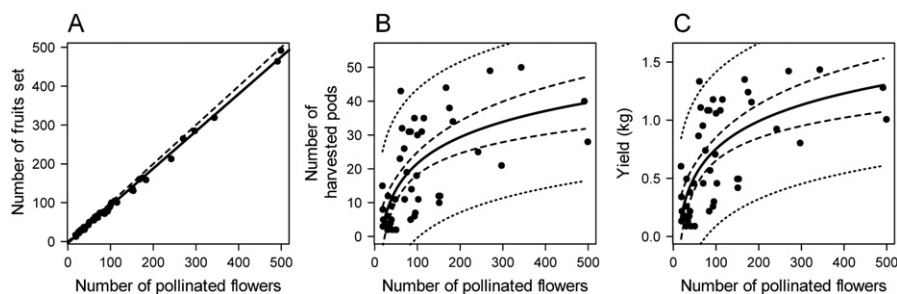 A
Number of fruits set
500
400
300
200
100
0
0 100 200 300 400 500
Number of pollinated flowers
B
Number of
harvested pods
50
40
30
20
10
0
0 100 200 300 400 500
Number of pollinated flowers
C
Yield (kg)
1.5
1.0
0.5
0.0
0 100 200 300 400 500
Number of pollinated flowers